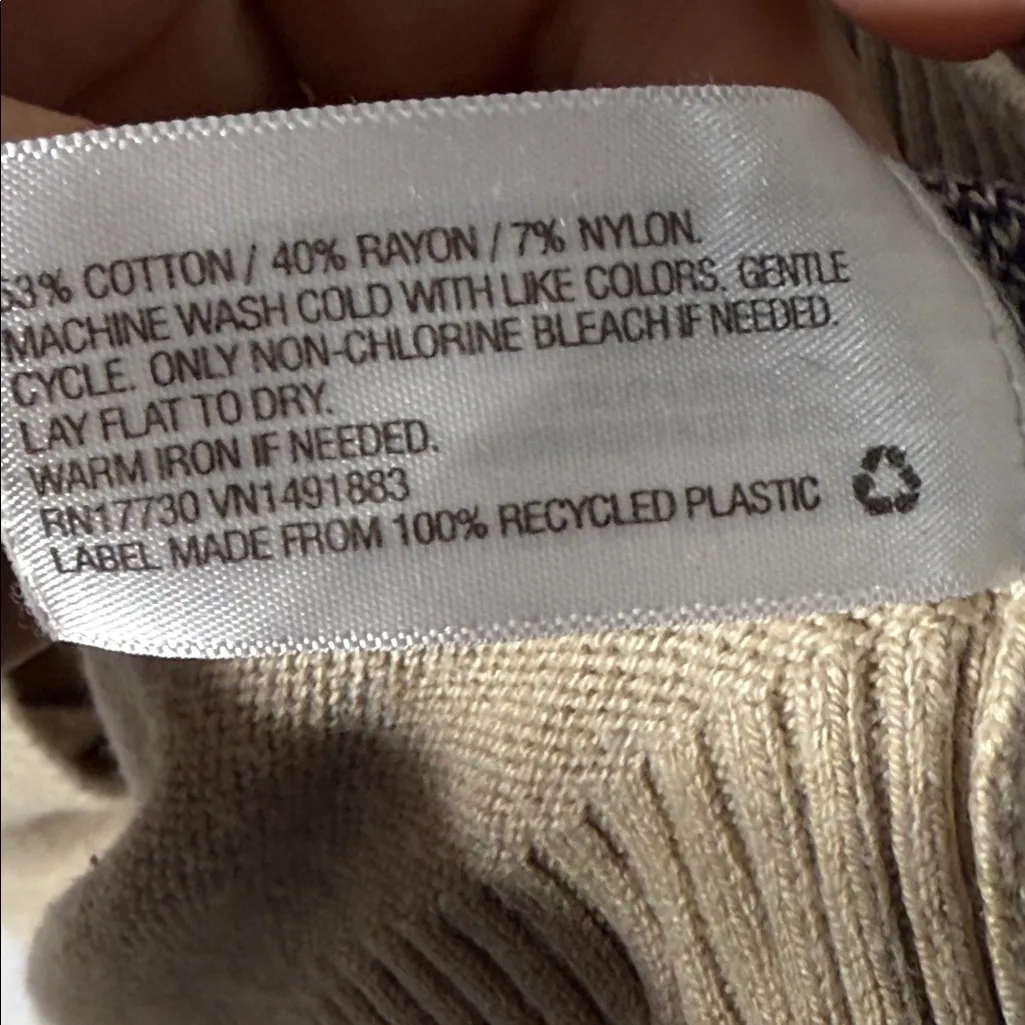 53% COTTON / 40% RAYON / 7% NYLON.
MACHINE WASH COLD WITH LIKE COLORS. GENTLE
CYCLE. ONLY NON-CHLORINE BLEACH IF NEEDED.
LAY FLAT TO DRY.
WARM IRON IF NEEDED.
RN17730 VN1491883
LABEL MADE FROM 100% RECYCLED PLASTIC